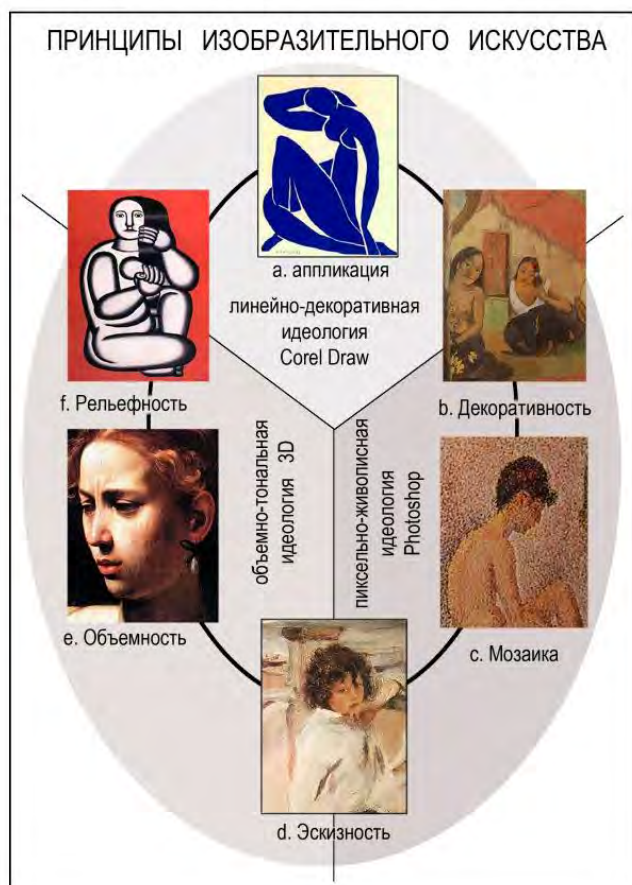 ПРИНЦИПЫ ИЗОБРАЗИТЕЛЬНОГО ИСКУССТВА
а. аппликация
линейно-декоративная
идеология
Corel Draw
f. Рельефность
b. Декоративность
объемно-тональная
идеология 3D
пиксельно-живописная
идеология
Photoshop
e. Объемность
c. Мозаика
d. Эскизность